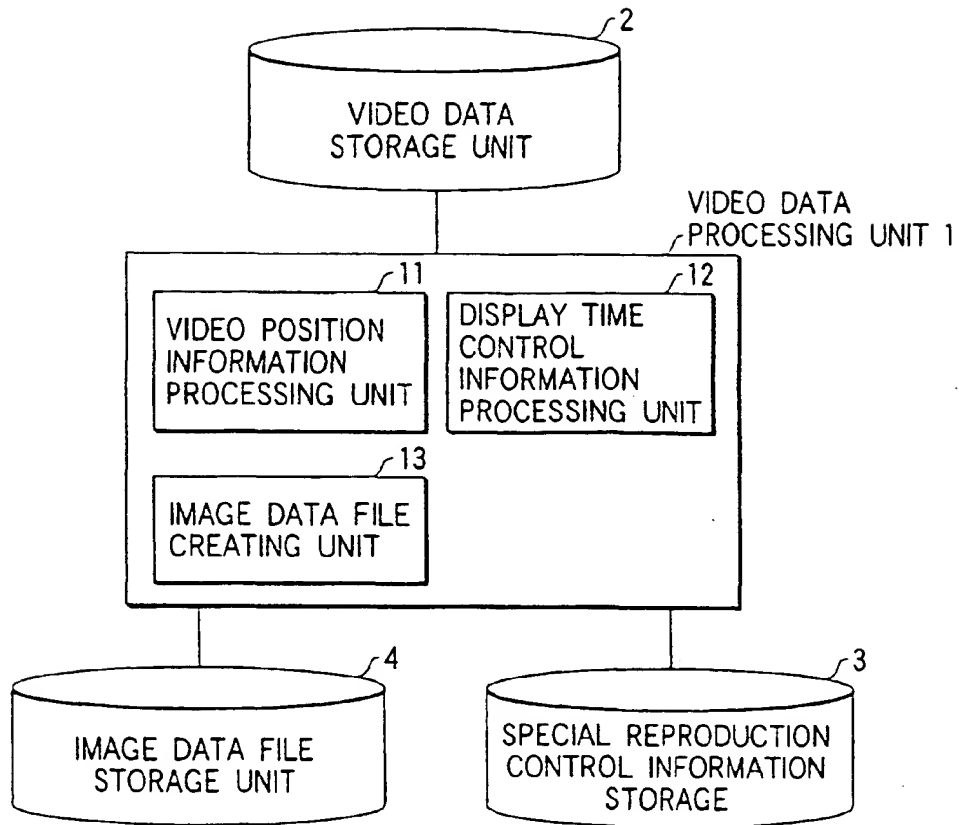 2
VIDEO DATA
STORAGE UNIT
VIDEO DATA
PROCESSING UNIT 1
11
VIDEO POSITION
INFORMATION
PROCESSING UNIT
12
DISPLAY TIME
CONTROL
INFORMATION
PROCESSING UNIT
13
IMAGE DATA FILE
CREATING UNIT
4
IMAGE DATA FILE
STORAGE UNIT
3
SPECIAL REPRODUCTION
CONTROL INFORMATION
STORAGE